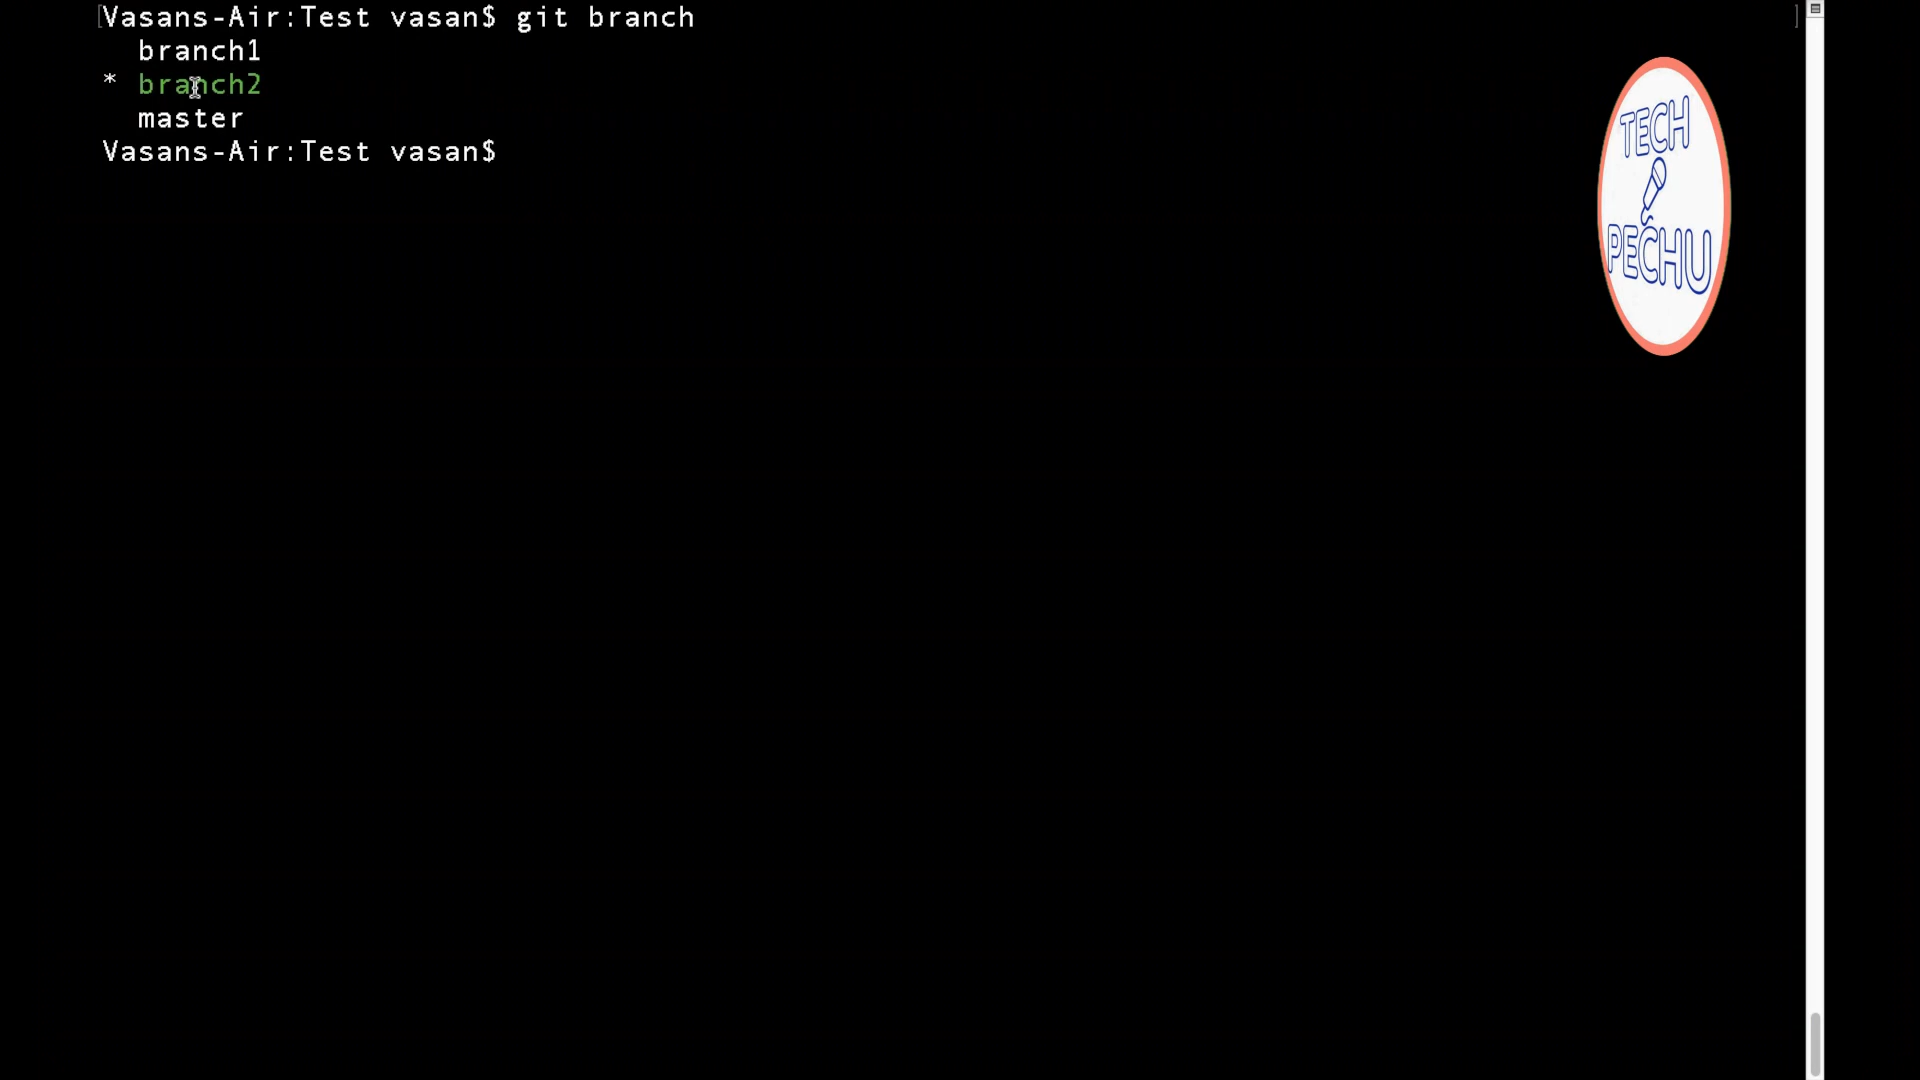 Vasans-Air:Test vasan$ git branch
  branch1
* branch2
  master
Vasans-Air:Test vasan$
TECH
PECHU